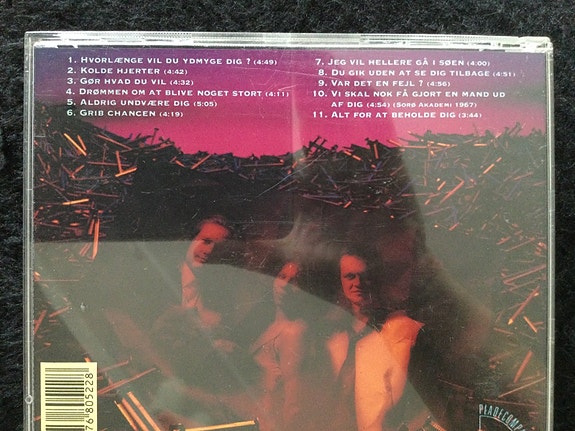 1. Hvorlænge vil du ydmyge dig ? (4:49)
2. Kolde hjerter (4:42)
3. Gør hvad du vil (4:32)
4. Drømmen om at blive noget stort (4:11)
5. Aldrig undvære dig (5:05)
6. Grib chancen (4:19)
7. Jeg vil hellere gå i søen (4:00)
8. Du gik uden at se dig tilbage (4:51)
9. Var det en fejl ? (4:56)
10. Vi skal nok få gjort en mand ud
af dig (4:54) (Sorø Akademi 1967)
11. Alt for at beholde dig (3:44)
76 805228